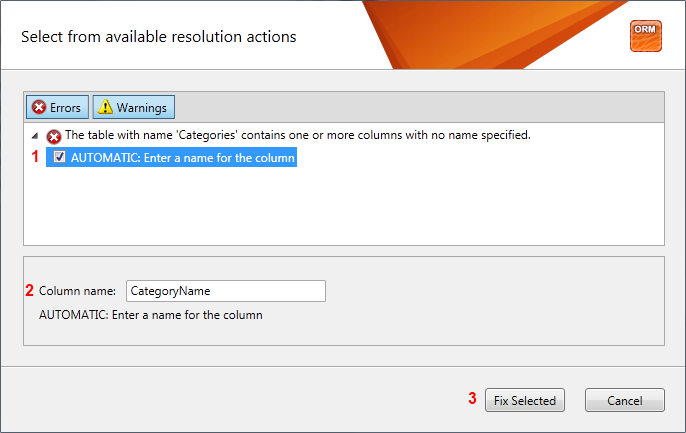 Select from available resolution actions
ORM
Errors Warnings
The table with name 'Categories' contains one or more columns with no name specified.
1 AUTOMATIC: Enter a name for the column
2 Column name: CategoryName
AUTOMATIC: Enter a name for the column
3 Fix Selected Cancel